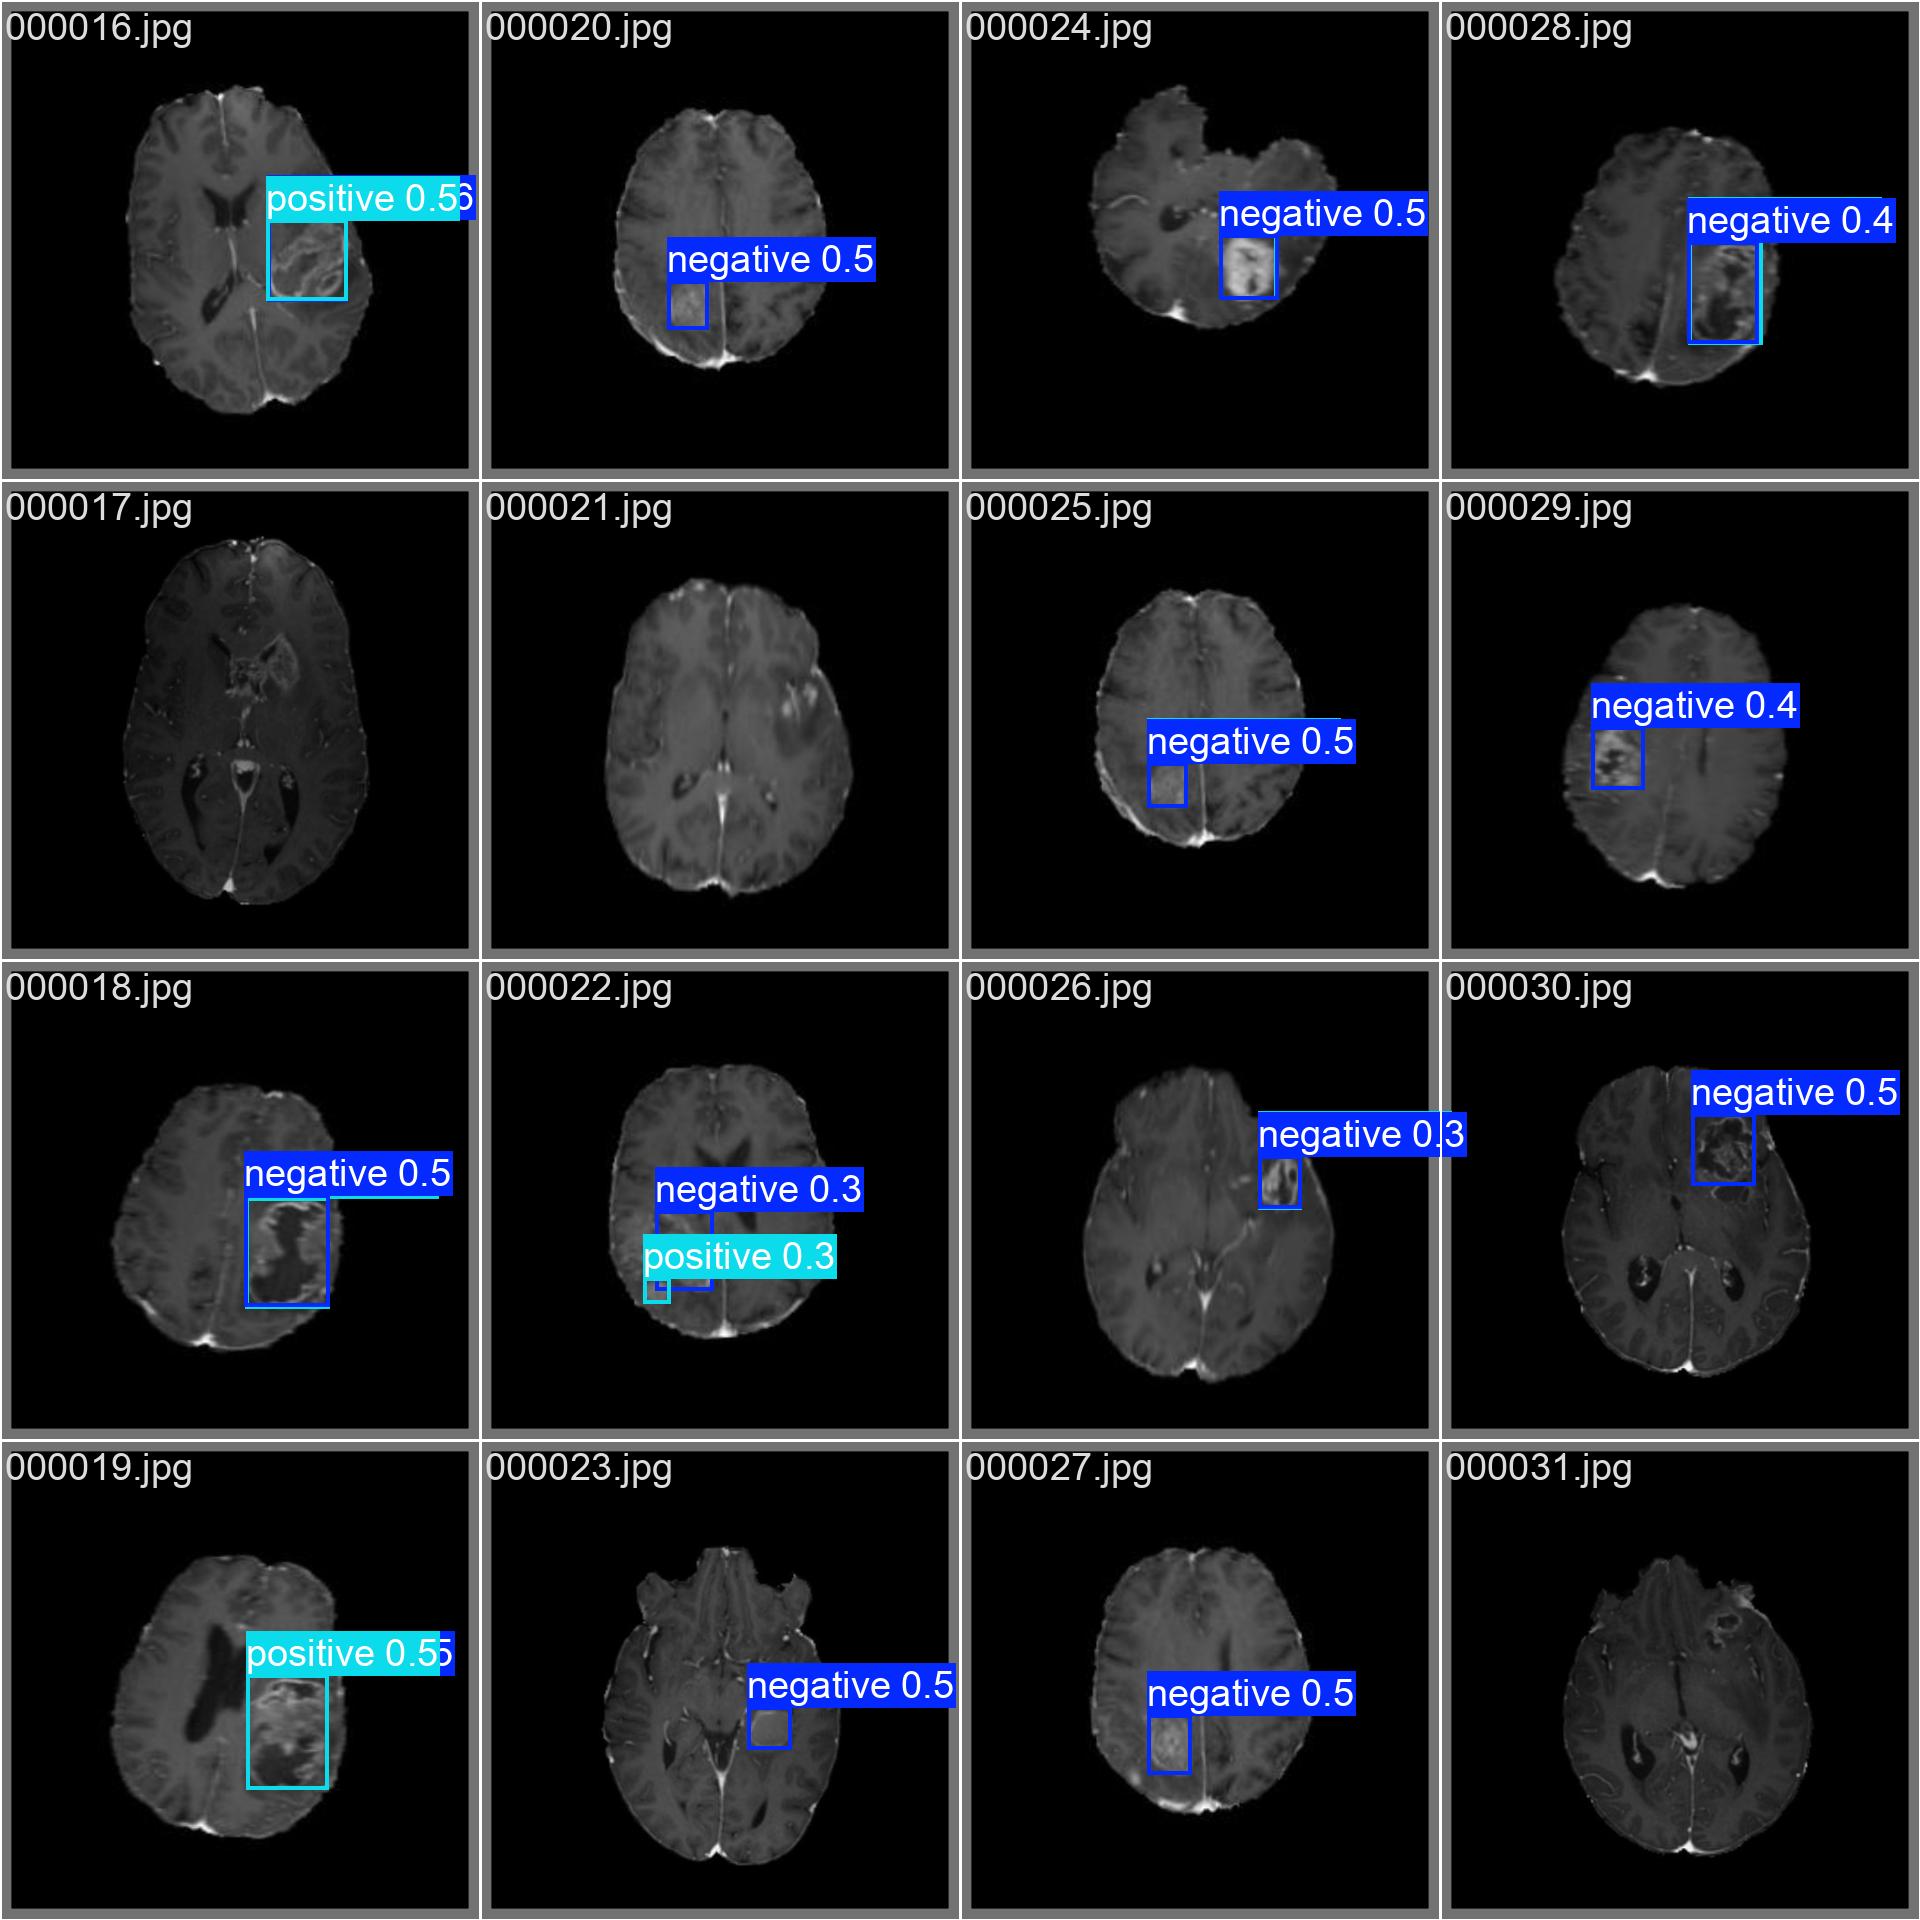 000016.jpg
000020.jpg
000024.jpg
000028.jpg
positive 0.5
6
negative 0.5
negative 0.5
negative 0.4
000017.jpg
000021.jpg
000025.jpg
000029.jpg
negative 0.5
negative 0.4
000018.jpg
000022.jpg
000026.jpg
000030.jpg
negative 0.5
negative 0.3
positive 0.3
negative 0.3
negative 0.5
000019.jpg
000023.jpg
000027.jpg
000031.jpg
positive 0.5
5
negative 0.5
negative 0.5